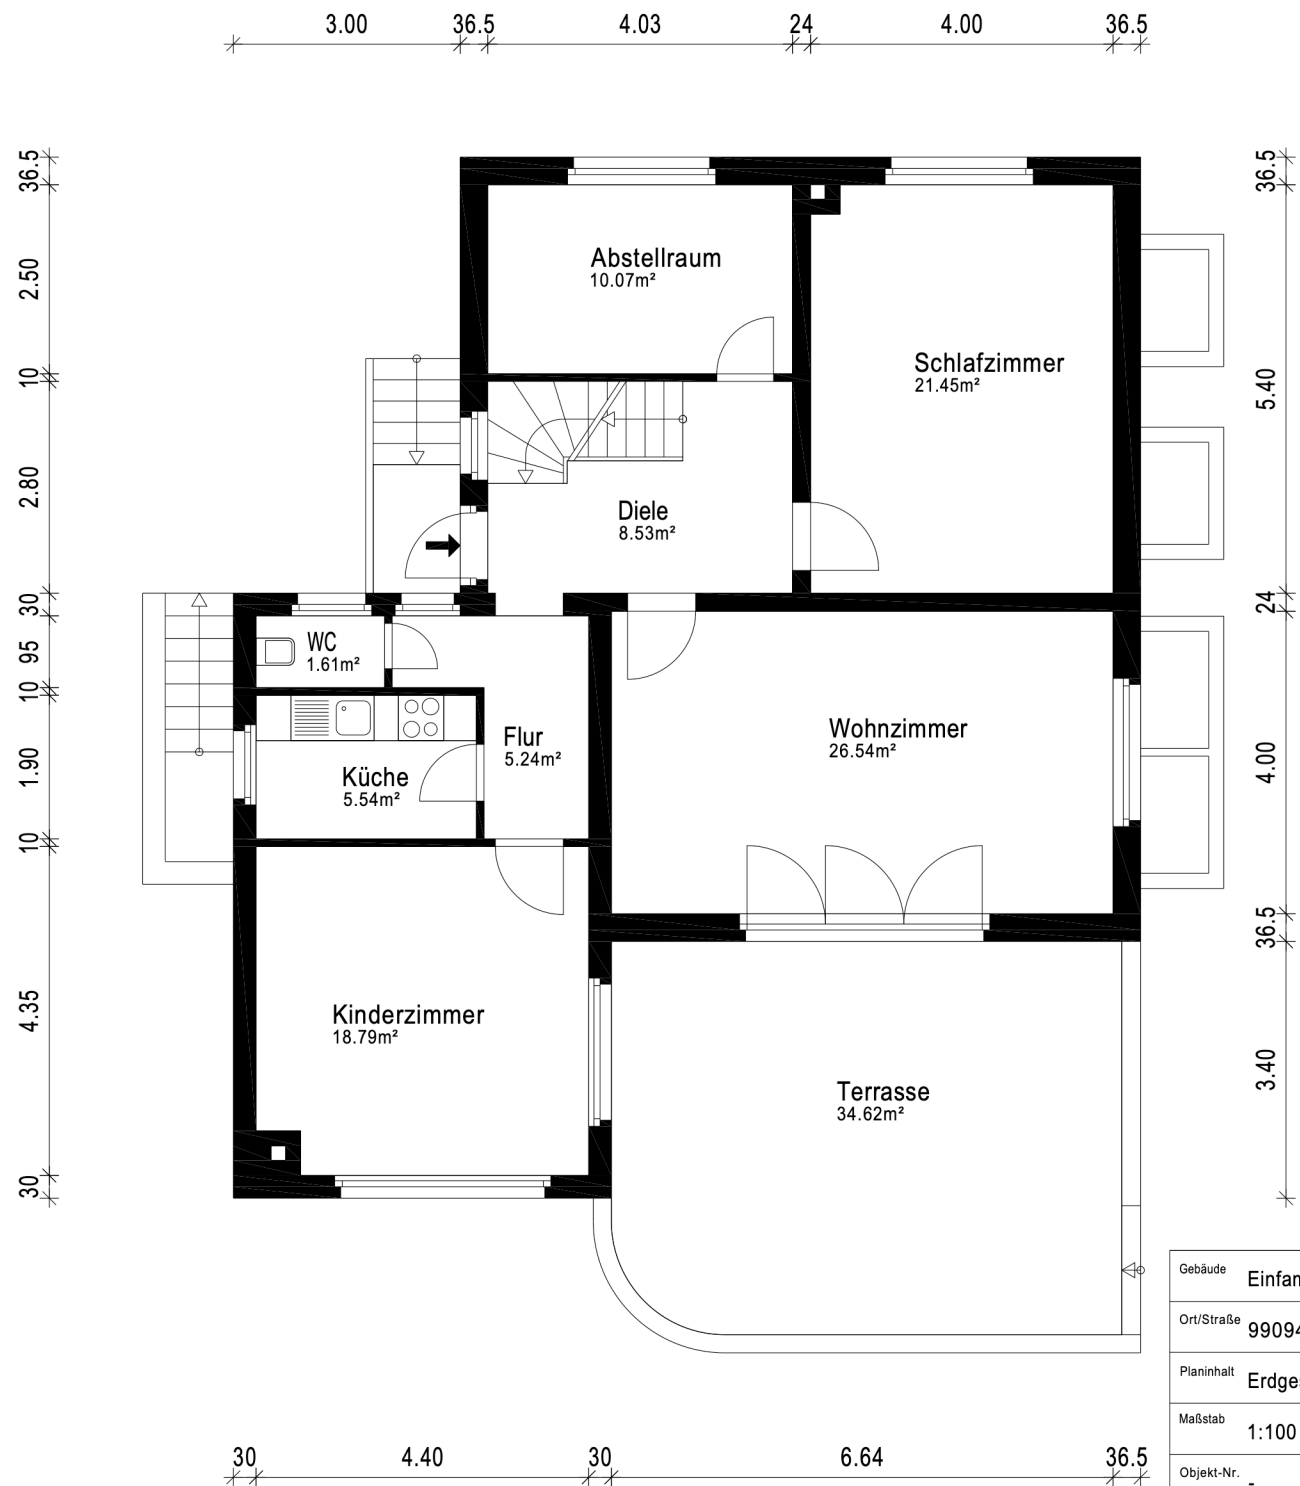 3.00 36.5 4.03 24 4.00 36.5
36.5
2.50
10
2.80
30
95
10
1.90
10
4.35
30
Abstellraum
10.07m²
Schlafzimmer
21.45m²
Diele
8.53m²
WC
1.61m²
Flur
5.24m²
Küche
5.54m²
Wohnzimmer
26.54m²
Kinderzimmer
18.79m²
Terrasse
34.62m²
36.5
5.40
24
4.00
36.5
3.40
Gebäude Einfam
Ort/Straße 99094
Planinhalt Erdges
Maßstab 1:100
Objekt-Nr. -
30 4.40 30 6.64 36.5